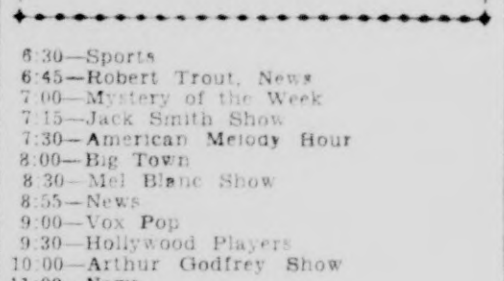 6:30—Sports
6:45—Robert Trout, News
7:00—Mystery of the Week
7:15—Jack Smith Show
7:30—American Melody Hour
8:00—Big Town
8:30—Mel Blanc Show
8:55—News
9:00—Vox Pop
9:30—Hollywood Players
10:00—Arthur Godfrey Show